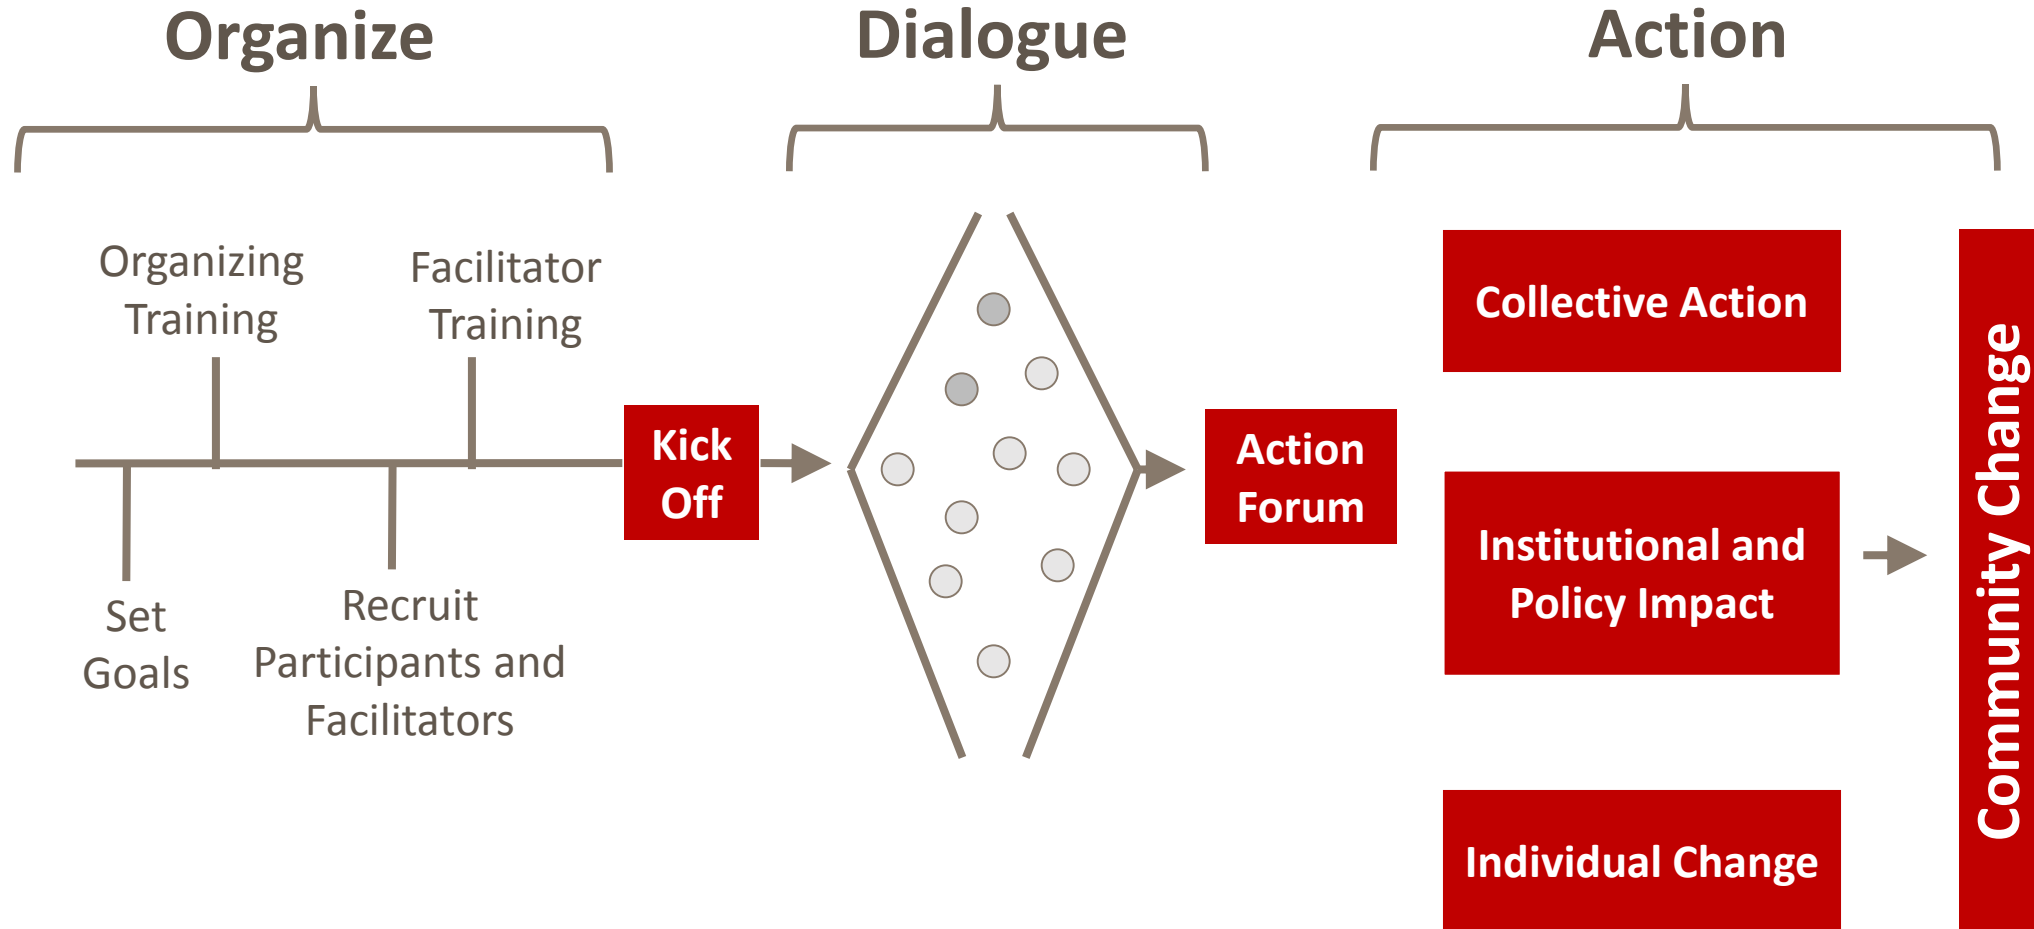 Organize
Dialogue
Action
Organizing
Training
Facilitator
Training
Set
Goals
Recruit
Participants and
Facilitators
Kick
Off
Action
Forum
Collective Action
Institutional and
Policy Impact
Individual Change
Community Change